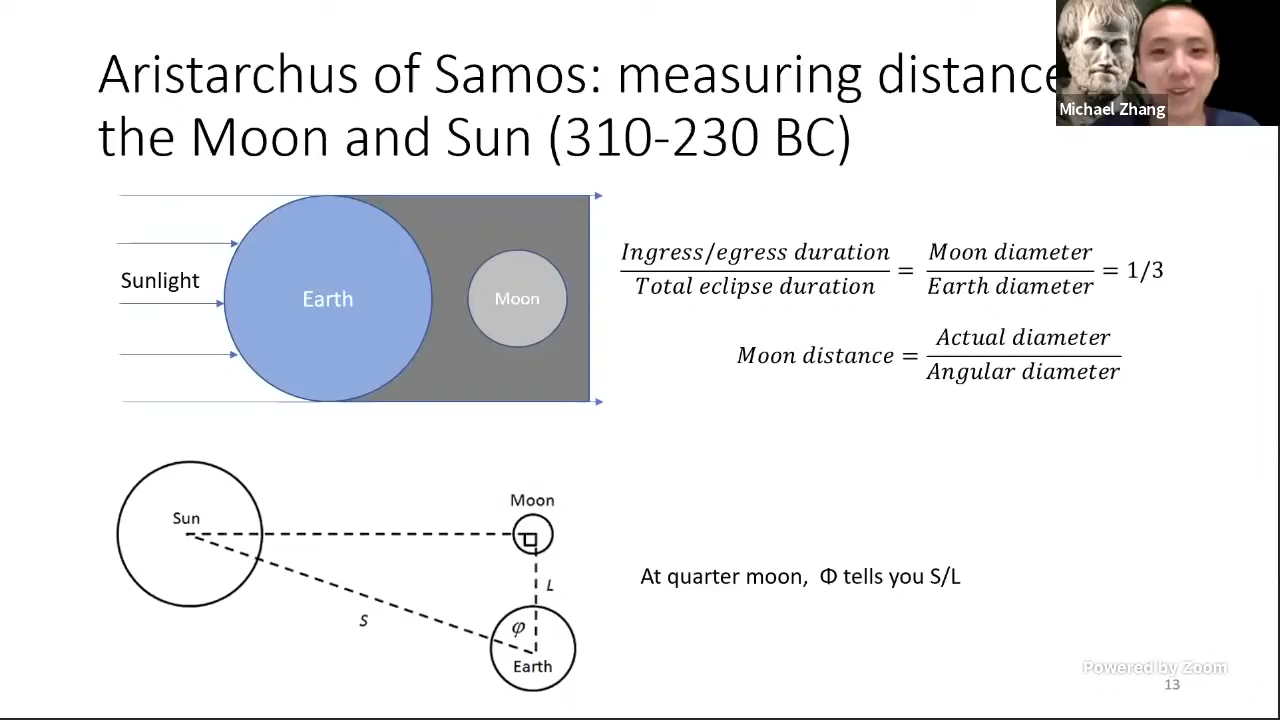 Aristarchus of Samos: measuring distance
the Moon and Sun (310-230 BC)
Michael Zhang
Sunlight
Earth
Moon
Ingress/egress duration
Total eclipse duration
=
Moon diameter
Earth diameter
= 1/3
Moon distance =
Actual diameter
Angular diameter
Sun
Moon
L
S
φ
Earth
At quarter moon, Φ tells you S/L
Powered by Zoom
13